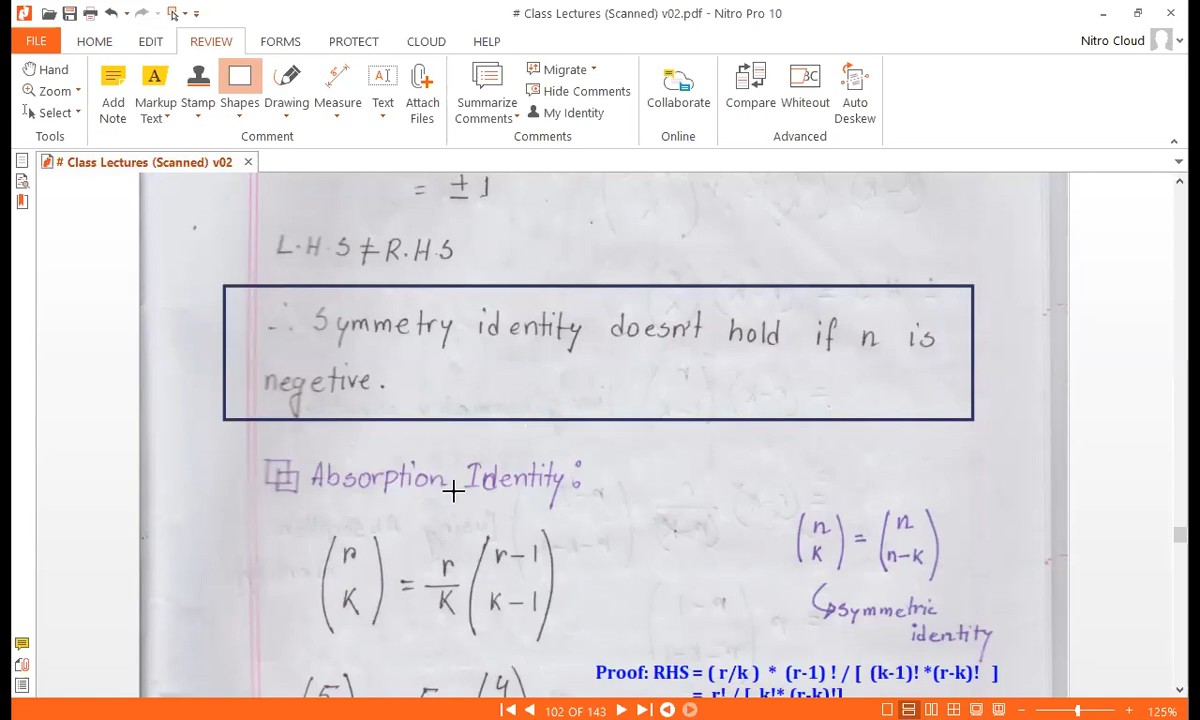 # Class Lectures (Scanned) v02.pdf - Nitro Pro 10
FILE HOME EDIT REVIEW FORMS PROTECT CLOUD HELP
Nitro Cloud
Hand
Zoom
Select
Tools
Add Note
Markup Text
Stamp
Shapes
Drawing
Measure
Text
Attach Files
Comment
Summarize Comments
Migrate
Hide Comments
My Identity
Comments
Collaborate
Online
Compare
Whiteout
Auto Deskew
Advanced
# Class Lectures (Scanned) v02
= ± 1
L.H.S ≠ R.H.S
∴ Symmetry identity doesn't hold if n is
negetive.
Absorption Identity:
(r K) = r/K (r-1 K-1)
(n K) = (n n-K)
↳symmetric
identity
Proof: RHS = ( r/k ) * (r-1) ! / [ (k-1)! *(r-k)! ]
= r! / [ k!* (r-k)!]
(5 5 (4
102 OF 143
125%